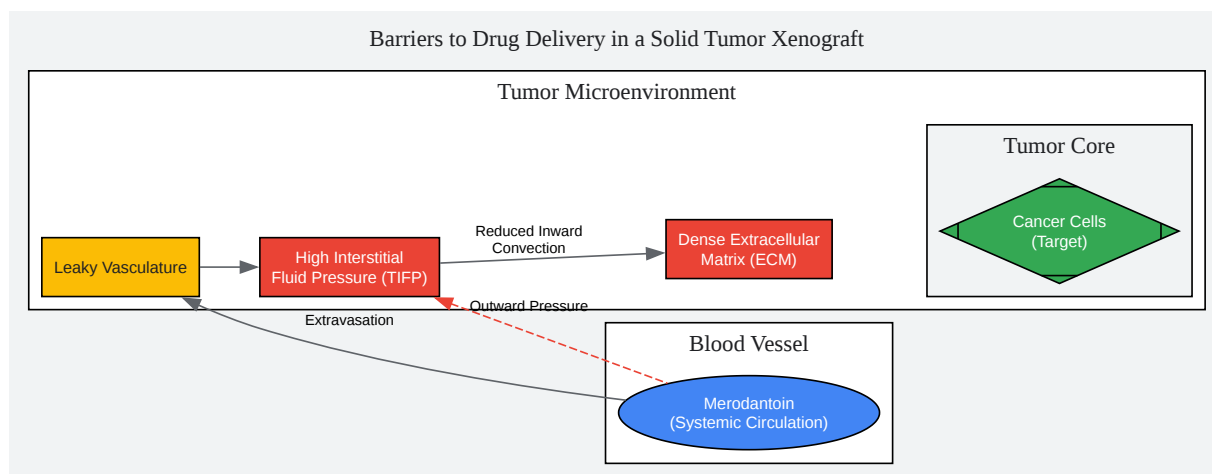 Barriers to Drug Delivery in a Solid Tumor Xenograft
Tumor Microenvironment
Tumor Core
Cancer Cells
(Target)
Reduced Inward
Convection
Dense Extracellular
Matrix (ECM)
Leaky Vasculature
High Interstitial
Fluid Pressure (TIFP)
Outward Pressure
Extravasation
Blood Vessel
Merodantoin
(Systemic Circulation)